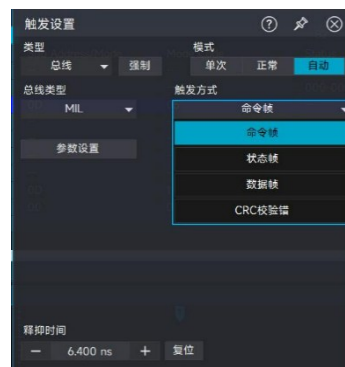 触发设置
类型 模式
总线 强制 单次 正常 自动
总线类型 触发方式
MIL 命令帧
命令帧
参数设置
状态帧
数据帧
CRC校验错
释抑时间
— 6.400 ns + 复位